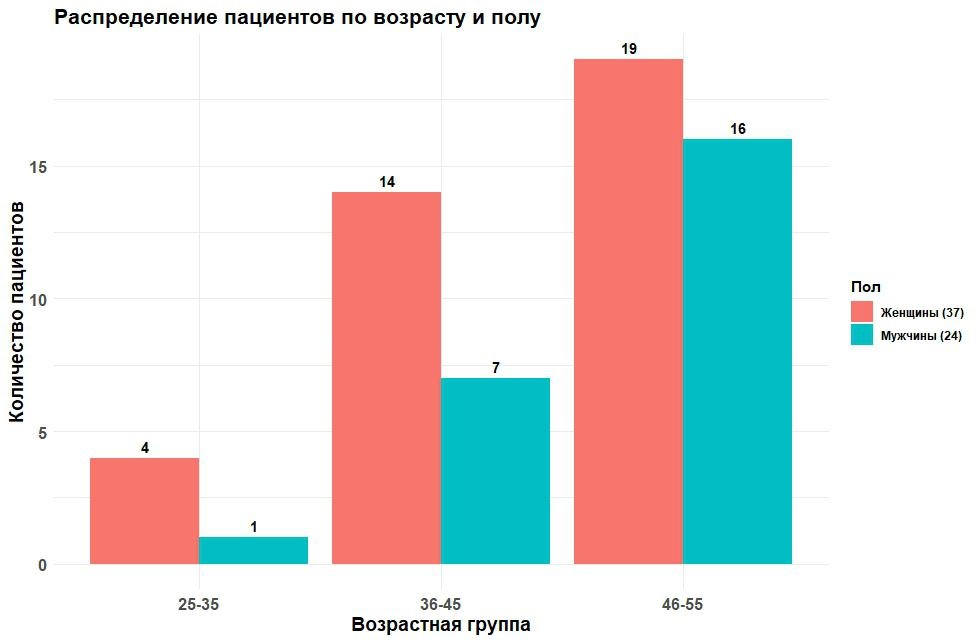 Распределение пациентов по возрасту и полу
19
16
14
7
4
1
15
10
5
0
Количество пациентов
25-35
36-45
46-55
Возрастная группа
Пол
Женщины (37)
Мужчины (24)